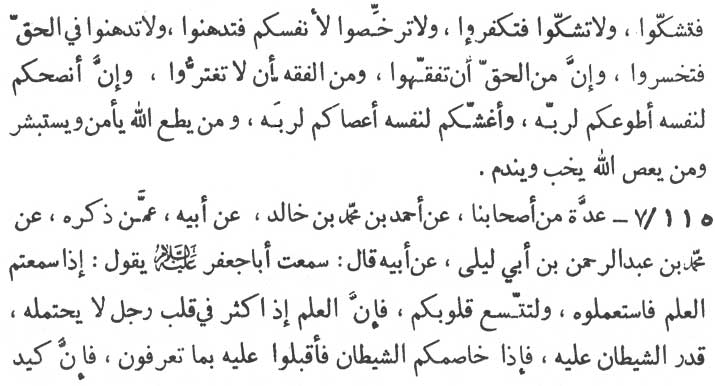 فتشكّوا ، ولاتشكّوا فتكفروا ، ولاترخّصوا لأنفسكم فتدهنوا ،ولاتدهنوا في الحقّ
فتخسروا ، وإنَّ من الحقّ أن تفقّهوا ، ومن الفقه أن لا تغترُّوا ، وإنَّ أنصحكم
لنفسه أطوعكم لربّه ، وأغشّكم لنفسه أعصاكم لربّه ، ومن يطع الله يأمن ويستبشر
ومن يعص الله يخب ويندم .
٧/١١٥ ــ عدَّة من أصحابنا ، عن أحمد بن محمّد بن خالد ، عن أبيه ، عمَّن ذكره ، عن
محمّد بن عبدالرحمن بن أبي ليلى ، عن أبيه قال : سمعت أباجعفر عليه السلام يقول : إذا سمعتم
العلم فاستعملوه ، ولتتّسع قلوبكم ، فإنَّ العلم إذ اكثر في قلب رجل لا يحتمله ،
قدر الشيطان عليه ، فإذا خاصمكم الشيطان فأقبلوا عليه بما تعرفون ، فإنَّ كيد